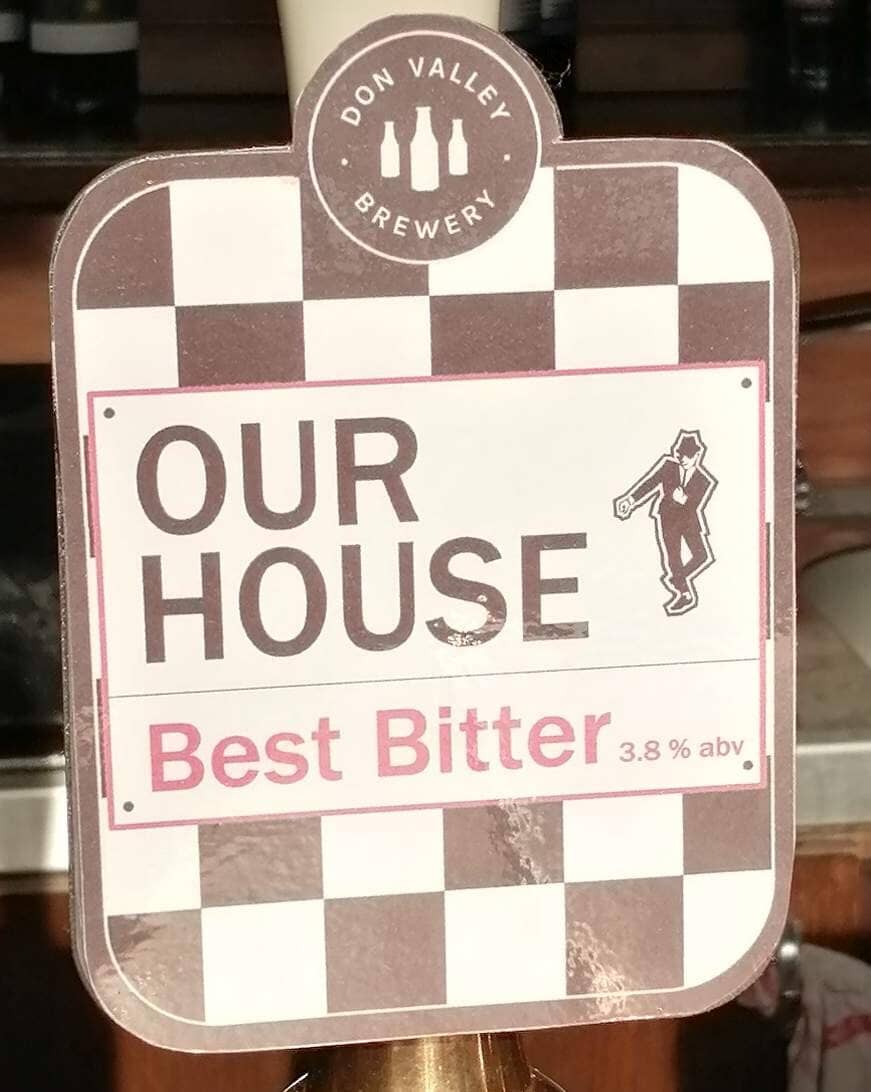 DON VALLEY
BREWERY
OUR
HOUSE
Best Bitter 3.8 % abv